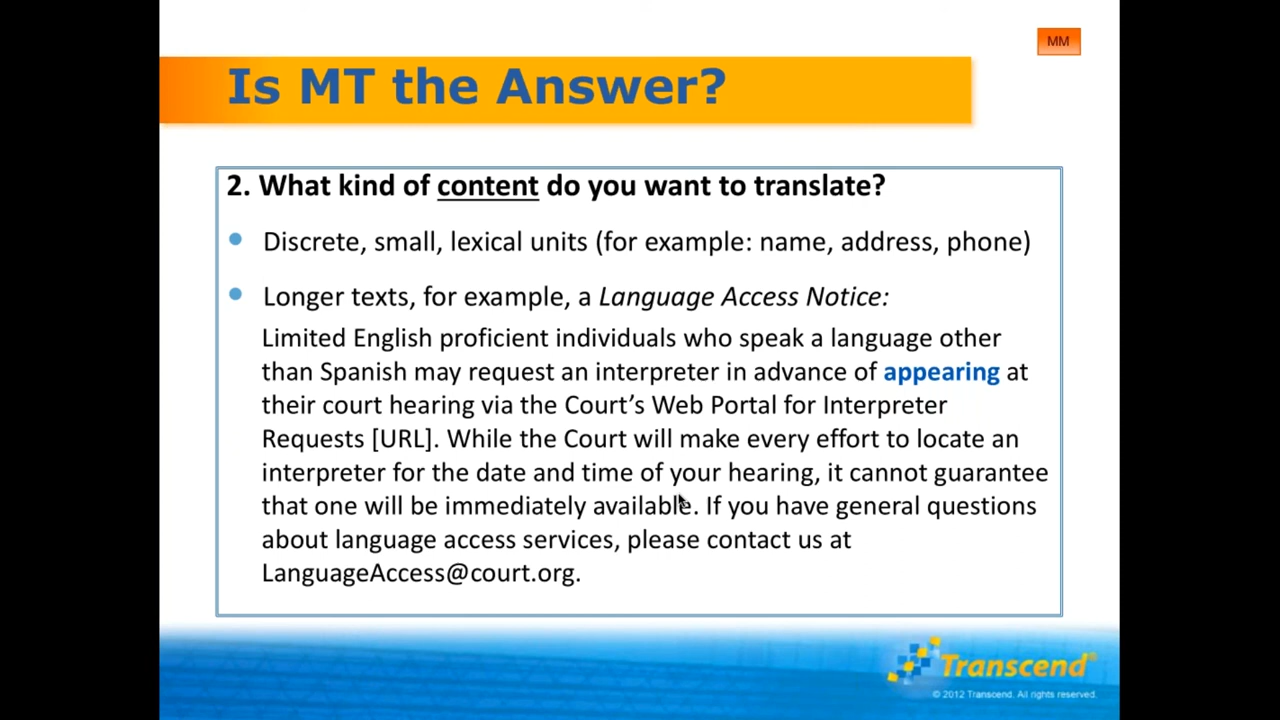 MM
Is MT the Answer?
2. What kind of content do you want to translate?
• Discrete, small, lexical units (for example: name, address, phone)
• Longer texts, for example, a Language Access Notice:
Limited English proficient individuals who speak a language other
than Spanish may request an interpreter in advance of appearing at
their court hearing via the Court’s Web Portal for Interpreter
Requests [URL]. While the Court will make every effort to locate an
interpreter for the date and time of your hearing, it cannot guarantee
that one will be immediately available. If you have general questions
about language access services, please contact us at
LanguageAccess@court.org.
Transcend®
© 2012 Transcend. All rights reserved.